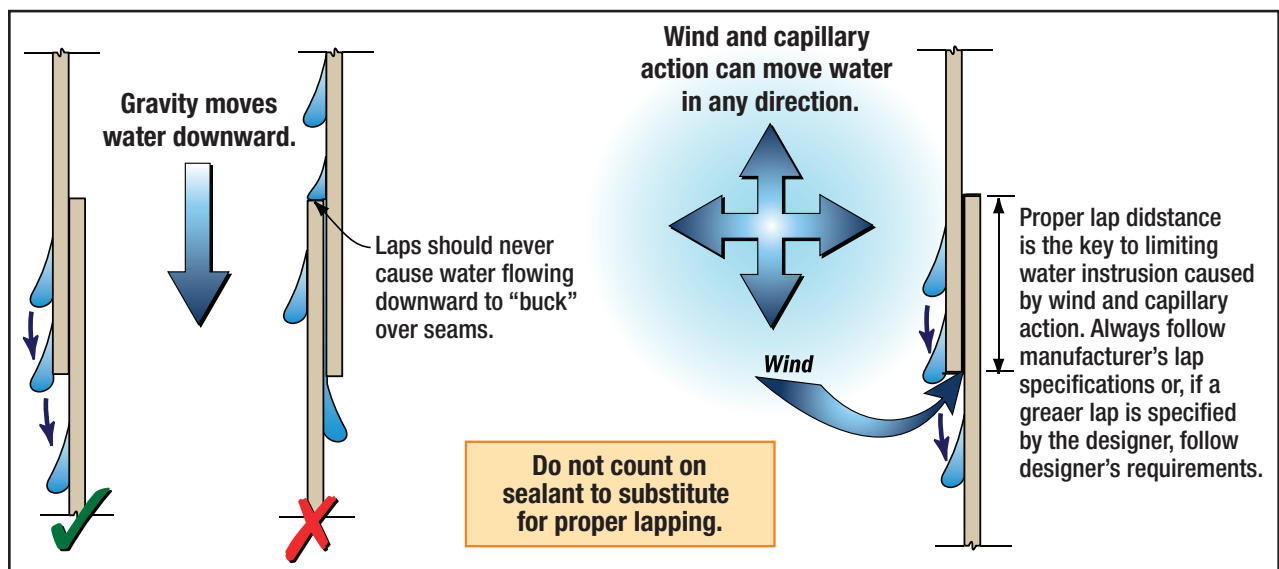 Gravity moves
water downward.
Laps should never
cause water flowing
downward to “buck”
over seams.
Wind and capillary
action can move water
in any direction.
Wind
Do not count on
sealant to substitute
for proper lapping.
Proper lap didstance
is the key to limiting
water instrusion caused
by wind and capillary
action. Always follow
manufacturer’s lap
specifications or, if a
greaer lap is specified
by the designer, follow
designer’s requirements.